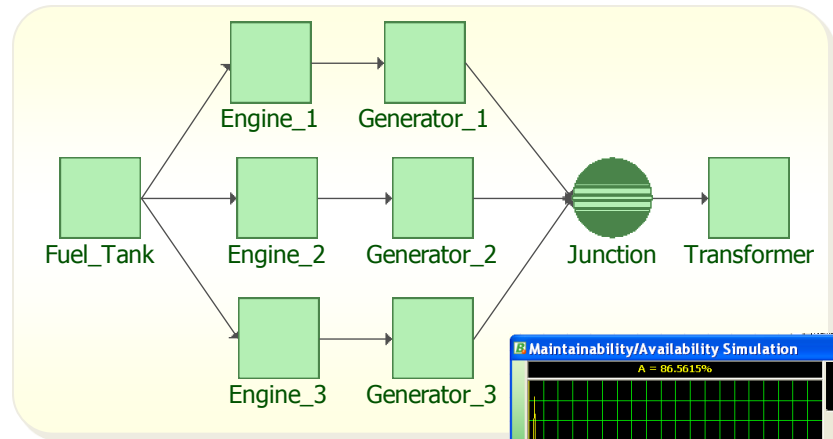 Engine_1
Generator_1
Fuel_Tank
Engine_2
Generator_2
Junction
Transformer
Engine_3
Generator_3
Maintainability/Availability Simulation
A = 86.5615%